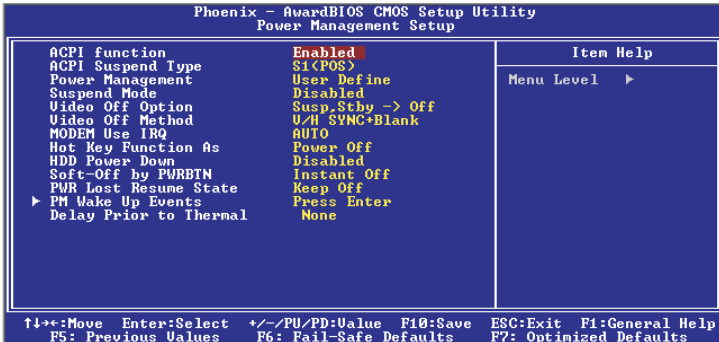 Phoenix - AwardBIOS CMOS Setup Utility
Power Management Setup
ACPI function Enabled
ACPI Suspend Type S1(POS)
Power Management User Define
Suspend Mode Disabled
Video Off Option Susp,Stby -> Off
Video Off Method V/H SYNC+Blank
MODEM Use IRQ AUTO
Hot Key Function As Power Off
HDD Power Down Disabled
Soft-Off by PWRBTN Instant Off
PWR Lost Resume State Keep Off
▶ PM Wake Up Events Press Enter
Delay Prior to Thermal None
Item Help
Menu Level ▶
↑↓→←:Move Enter:Select +/-/PU/PD:Value F10:Save ESC:Exit F1:General Help
F5: Previous Values F6: Fail-Safe Defaults F7: Optimized Defaults